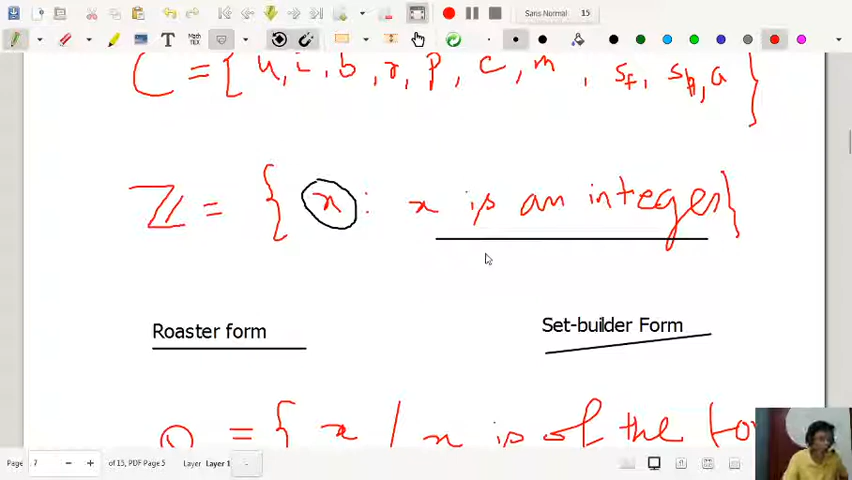 Sans Normal 15
C = { u, i, b, r, p, c, m, st, sh, a }
ℤ = { x : x is an integer }
Roaster form
Set-builder Form
= { x / x is of the for
Page 7 of 15, PDF Page 5 Layer Layer 1